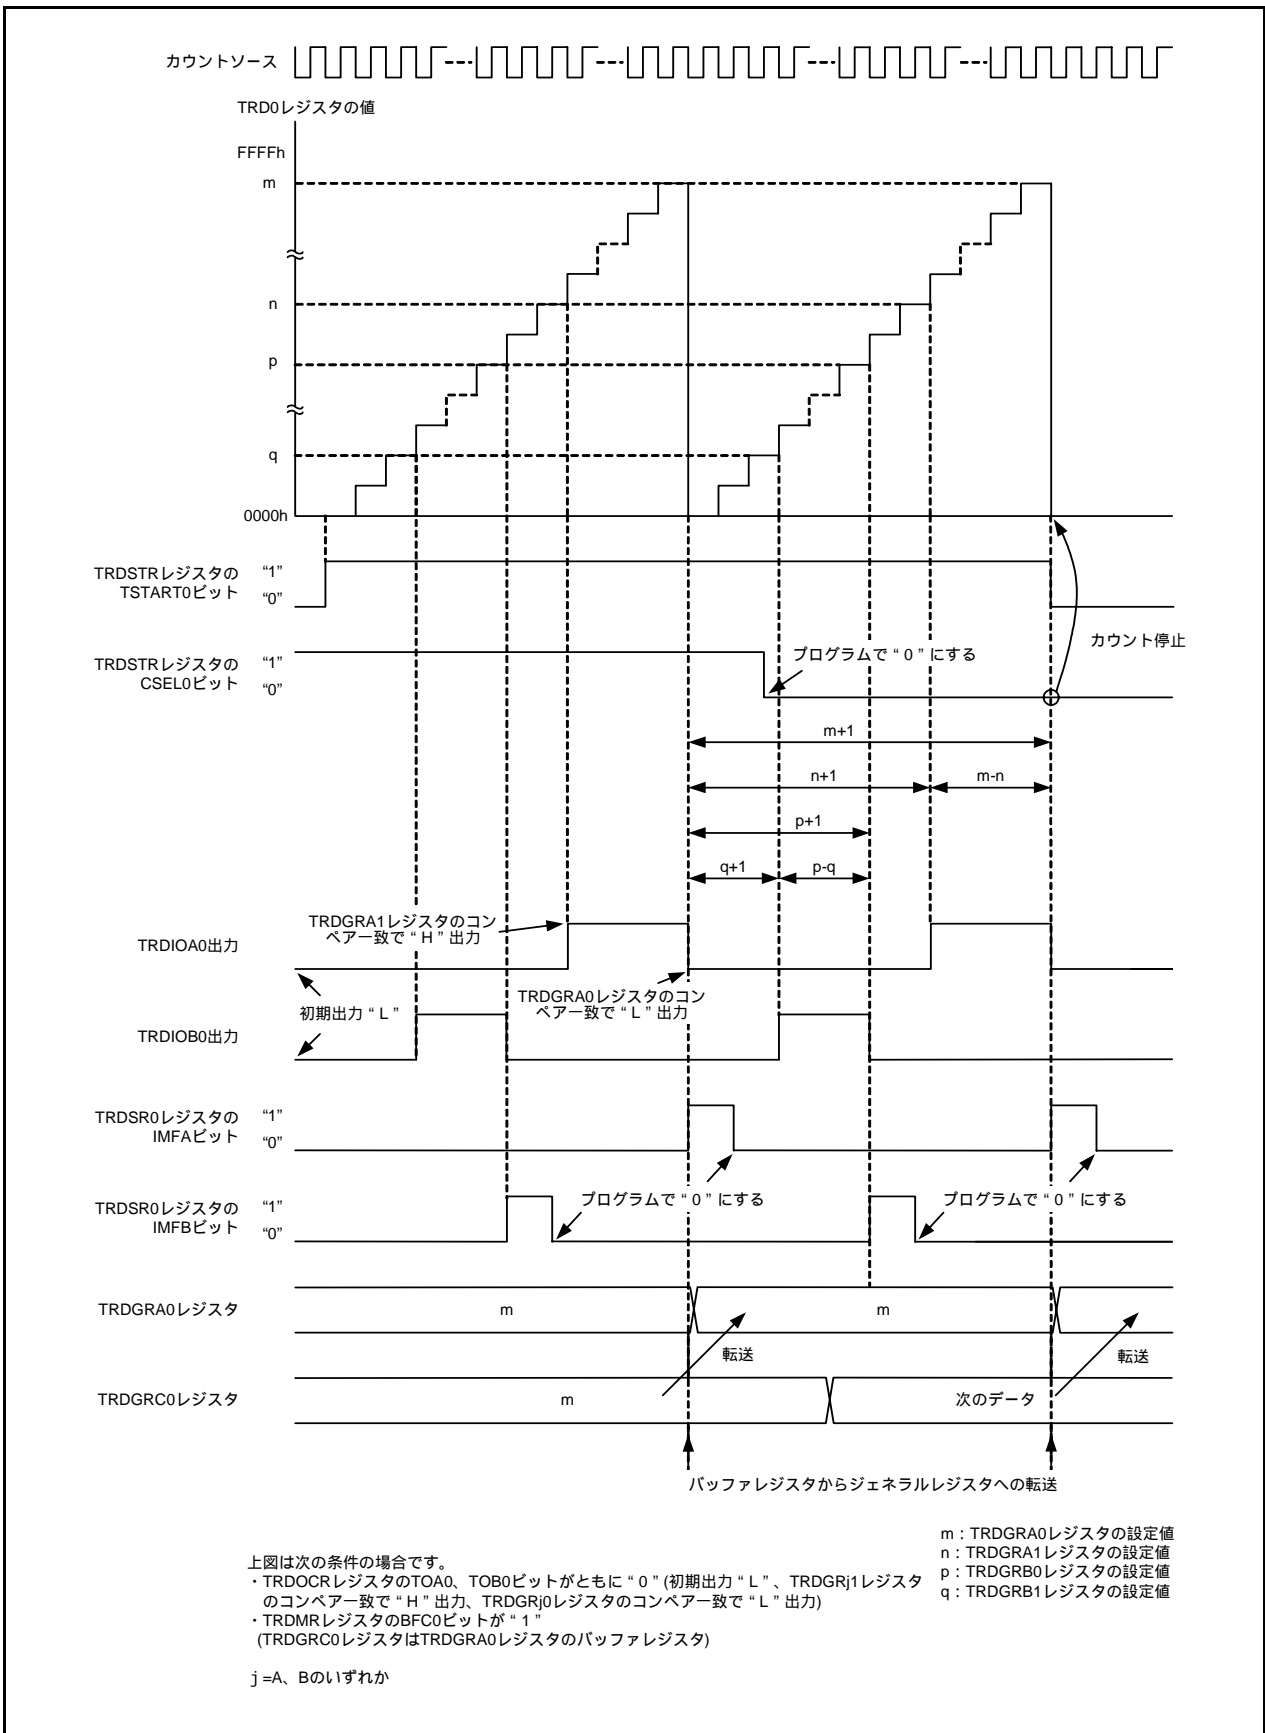 カウントソース
TRD0レジスタの値
FFFFh
m
n
p
q
0000h
TRDSTRレジスタの
TSTART0ビット
“1”
“0”
カウント停止
TRDSTRレジスタの
CSEL0ビット
“1”
“0”
プログラムで“0”にする
m+1
n+1
m-n
p+1
q+1
p-q
TRDIOA0出力
TRDGRA1レジスタのコン
ペア一致で“H”出力
TRDGRA0レジスタのコン
ペア一致で“L”出力
初期出力“L”
TRDIOB0出力
TRDSR0レジスタの
IMFAビット
“1”
“0”
TRDSR0レジスタの
IMFBビット
“1”
“0”
プログラムで“0”にする
プログラムで“0”にする
TRDGRA0レジスタ
m
m
転送
転送
TRDGRC0レジスタ
m
次のデータ
バッファレジスタからジェネラルレジスタへの転送
m：TRDGRA0レジスタの設定値
n：TRDGRA1レジスタの設定値
p：TRDGRB0レジスタの設定値
q：TRDGRB1レジスタの設定値
上図は次の条件の場合です。
・TRDOCRレジスタのTOA0、TOB0ビットがともに“0”(初期出力“L”、TRDGRj1レジスタ
のコンペア一致で“H”出力、TRDGRj0レジスタのコンペア一致で“L”出力)
・TRDMRレジスタのBFC0ビットが“1”
(TRDGRC0レジスタはTRDGRA0レジスタのバッファレジスタ)
j=A、Bのいずれか